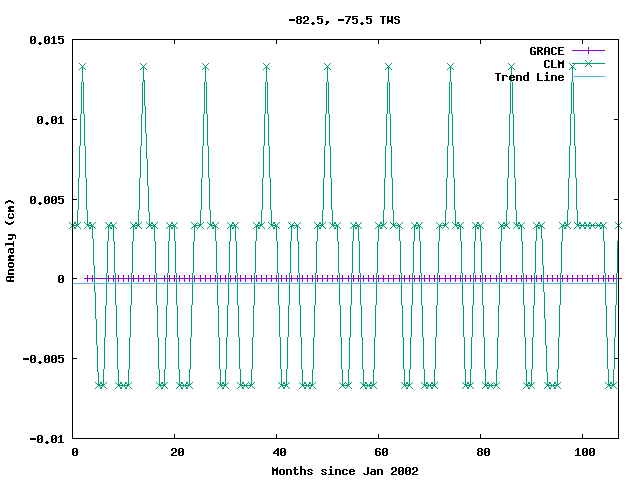 -82.5, -75.5 TWS
0.015
0.01
0.005
0
-0.005
-0.01
Anomaly (cm)
GRACE
CLM
Trend Line
0 20 40 60 80 100
Months since Jan 2002